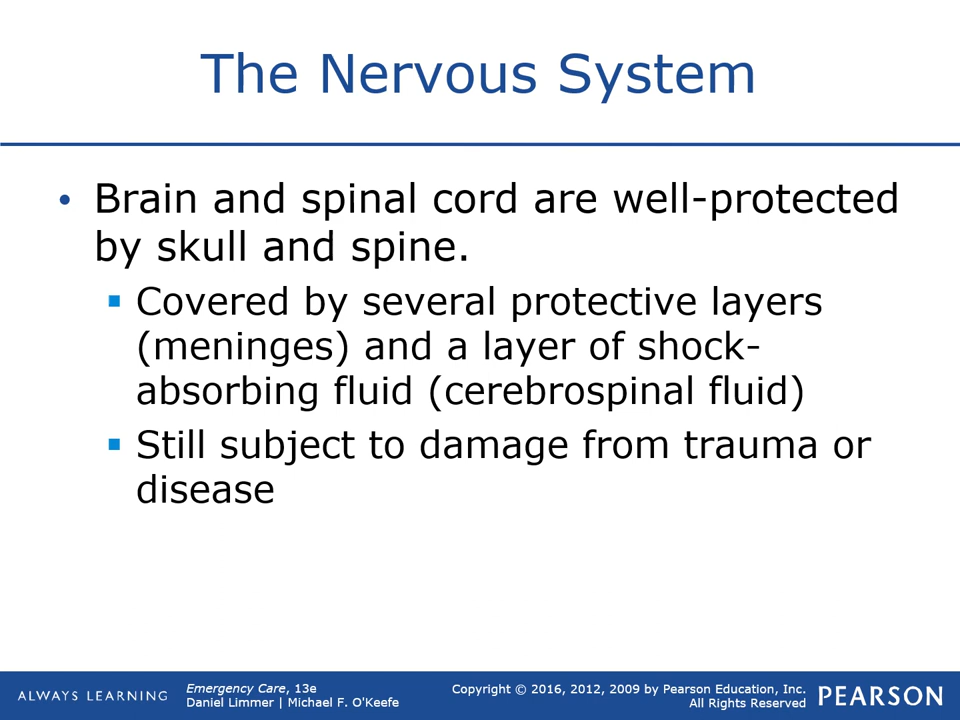 The Nervous System
• Brain and spinal cord are well-protected
by skull and spine.
▪ Covered by several protective layers
(meninges) and a layer of shock-
absorbing fluid (cerebrospinal fluid)
▪ Still subject to damage from trauma or
disease
ALWAYS LEARNING
Emergency Care, 13e
Daniel Limmer | Michael F. O'Keefe
Copyright © 2016, 2012, 2009 by Pearson Education, Inc.
All Rights Reserved
PEARSON